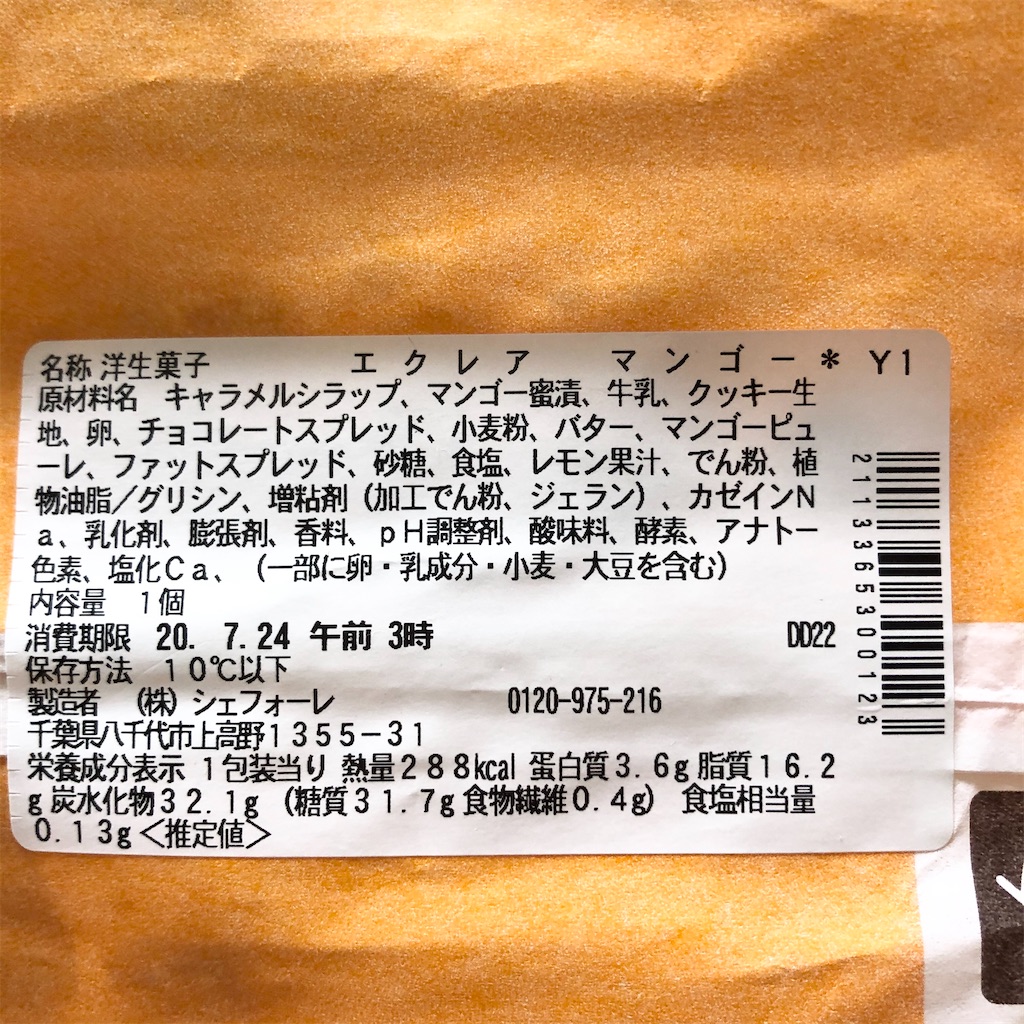 名称 洋生菓子 エクレア マンゴー* Y1
原材料名 キャラメルシラップ、マンゴー蜜漬、牛乳、クッキー生
地、卵、チョコレートスプレッド、小麦粉、バター、マンゴーピュ
ーレ、ファットスプレッド、砂糖、食塩、レモン果汁、でん粉、植
物油脂/グリシン、増粘剤(加工でん粉、ジェラン)、カゼインN
a、乳化剤、膨張剤、香料、pH調整剤、酸味料、酵素、アナトー
色素、塩化Ca、(一部に卵・乳成分・小麦・大豆を含む)
内容量 1個
消費期限 20. 7.24 午前 3時 DD22
保存方法 10℃以下
製造者 (株)シェフォーレ 0120-975-216
千葉県八千代市上高野1355-31
栄養成分表示 1包装当り 熱量288kcal 蛋白質3.6g 脂質16.2
g 炭水化物32.1g (糖質31.7g 食物繊維0.4g) 食塩相当量
0.13g<推定値>
2113365300123